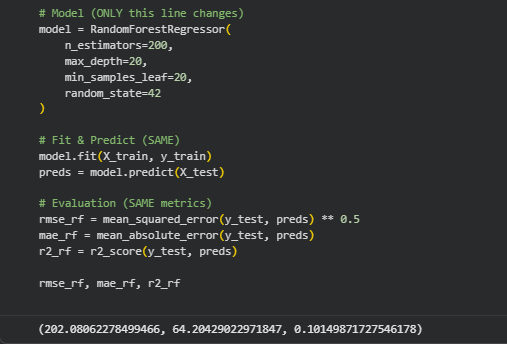 # Model (ONLY this line changes)
model = RandomForestRegressor(
    n_estimators=200,
    max_depth=20,
    min_samples_leaf=20,
    random_state=42
)
# Fit & Predict (SAME)
model.fit(X_train, y_train)
preds = model.predict(X_test)
# Evaluation (SAME metrics)
rmse_rf = mean_squared_error(y_test, preds) ** 0.5
mae_rf = mean_absolute_error(y_test, preds)
r2_rf = r2_score(y_test, preds)
rmse_rf, mae_rf, r2_rf
(202.08062278499466, 64.20429022971847, 0.10149871727546178)